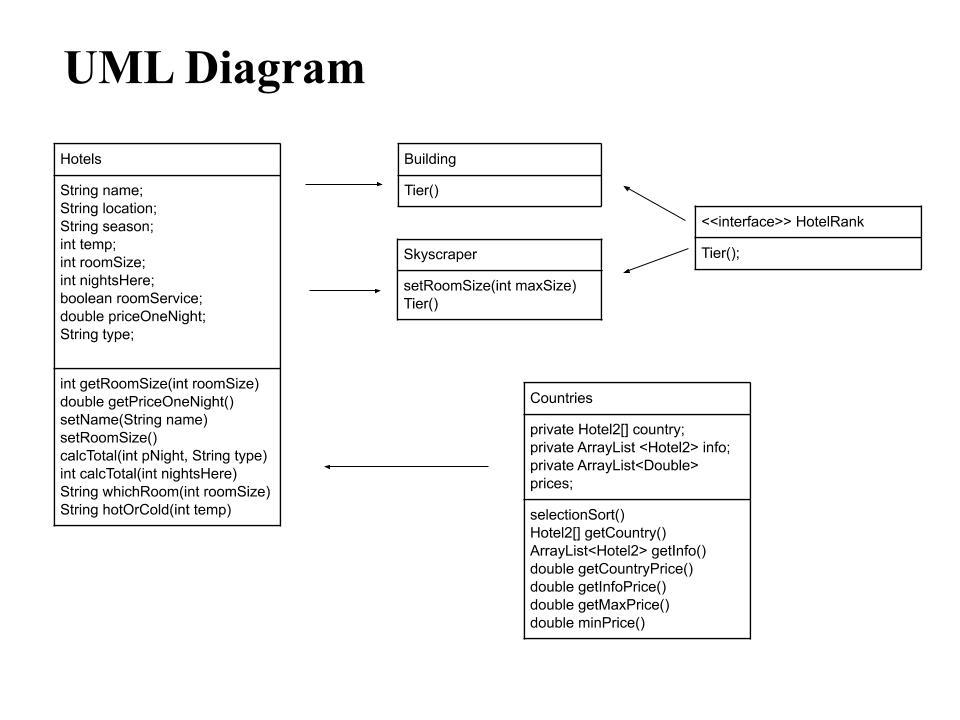 UML Diagram
Hotels
String name;
String location;
String season;
int temp;
int roomSize;
int nightsHere;
boolean roomService;
double priceOneNight;
String type;
int getRoomSize(int roomSize)
double getPriceOneNight()
setName(String name)
setRoomSize()
calcTotal(int pNight, String type)
int calcTotal(int nightsHere)
String whichRoom(int roomSize)
String hotOrCold(int temp)
Building
Tier()
Skyscraper
setRoomSize(int maxSize)
Tier()
<<interface>> HotelRank
Tier();
Countries
private Hotel2[] country;
private ArrayList <Hotel2> info;
private ArrayList<Double>
prices;
selectionSort()
Hotel2[] getCountry()
ArrayList<Hotel2> getInfo()
double getCountryPrice()
double getInfoPrice()
double getMaxPrice()
double minPrice()